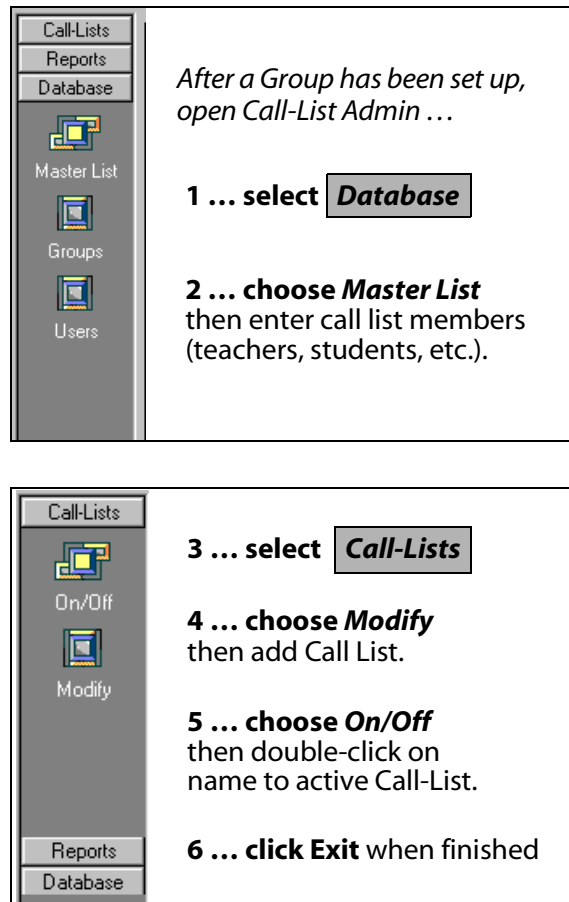 Call-Lists
Reports
Database
Master List
Groups
Users
After a Group has been set up,
open Call-List Admin …
1 … select Database
2 … choose Master List
then enter call list members
(teachers, students, etc.).
Call-Lists
On/Off
Modify
Reports
Database
3 … select Call-Lists
4 … choose Modify
then add Call List.
5 … choose On/Off
then double-click on
name to active Call-List.
6 … click Exit when finished